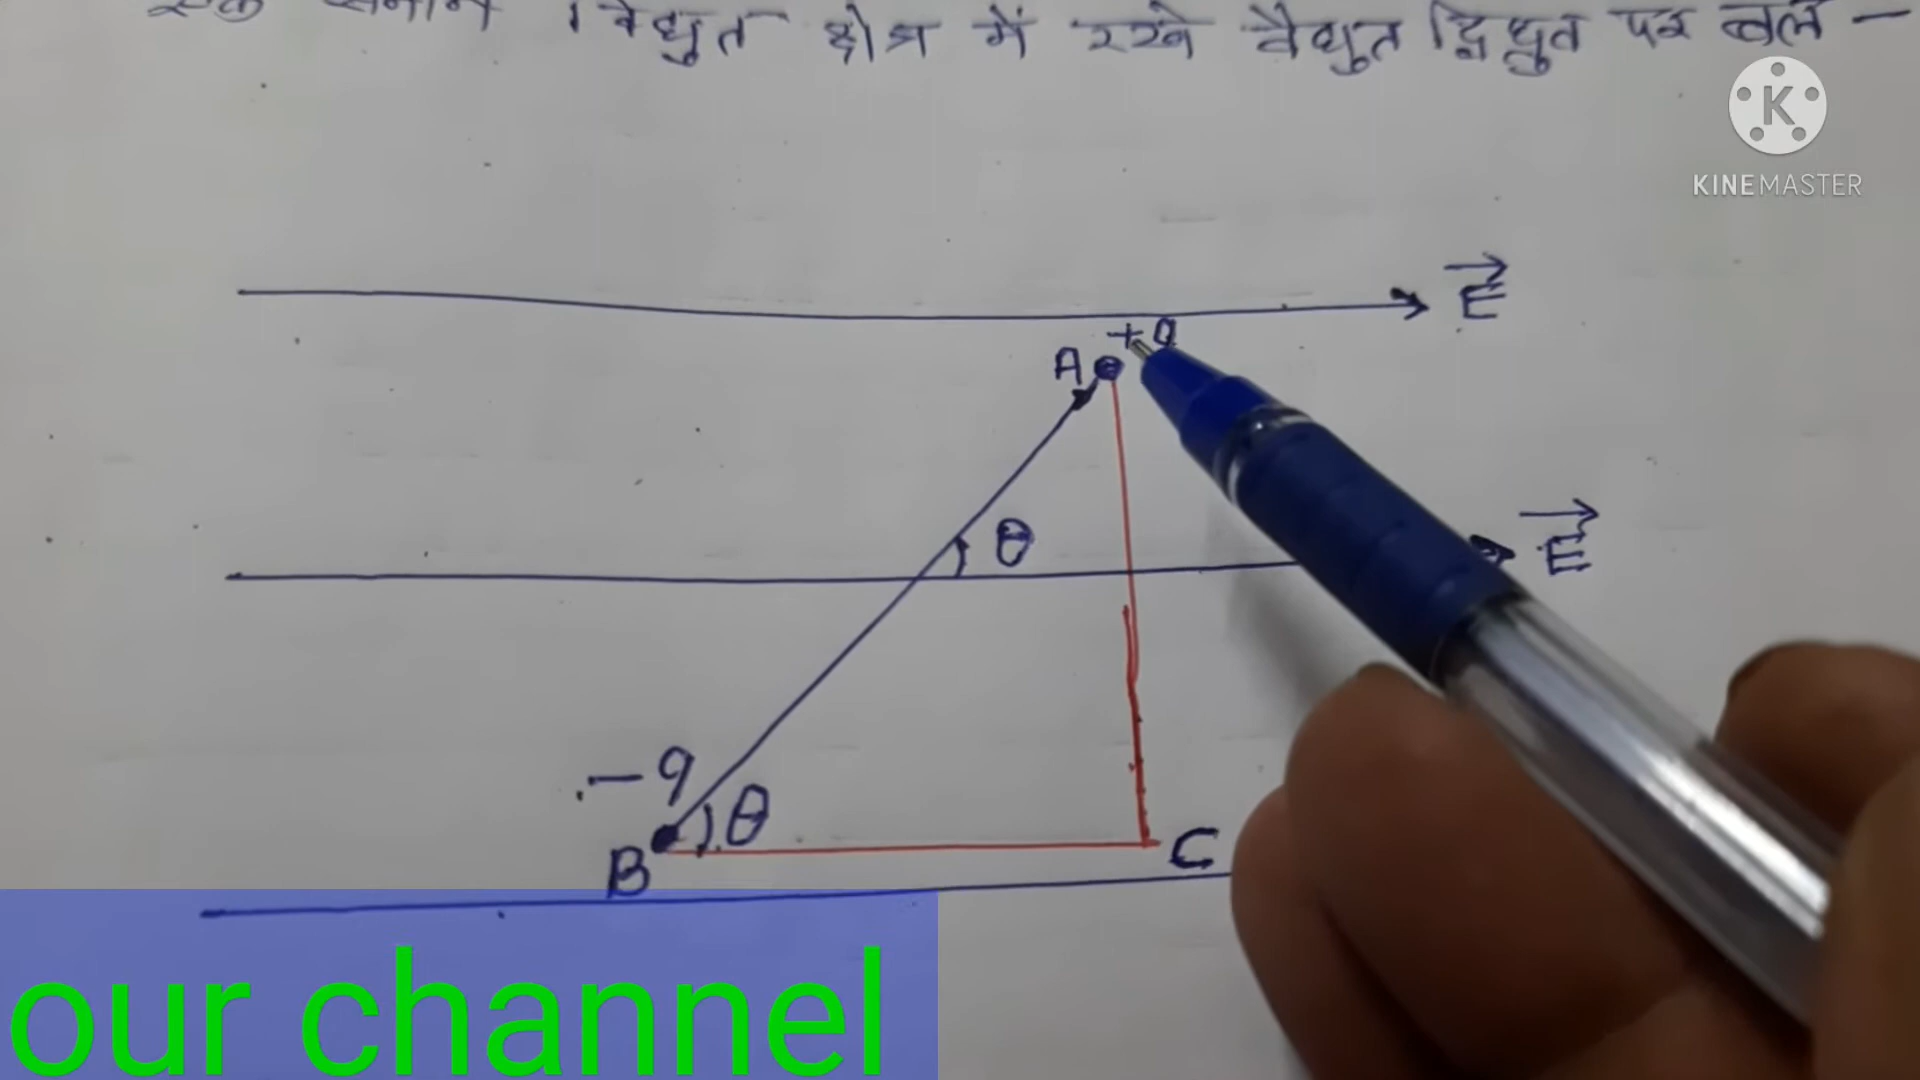 विद्युत क्षेत्र में रखे वैद्युत द्विध्रुव पर बल -
KINEMASTER
E
A
θ
E
- q
θ
B
C
our channel